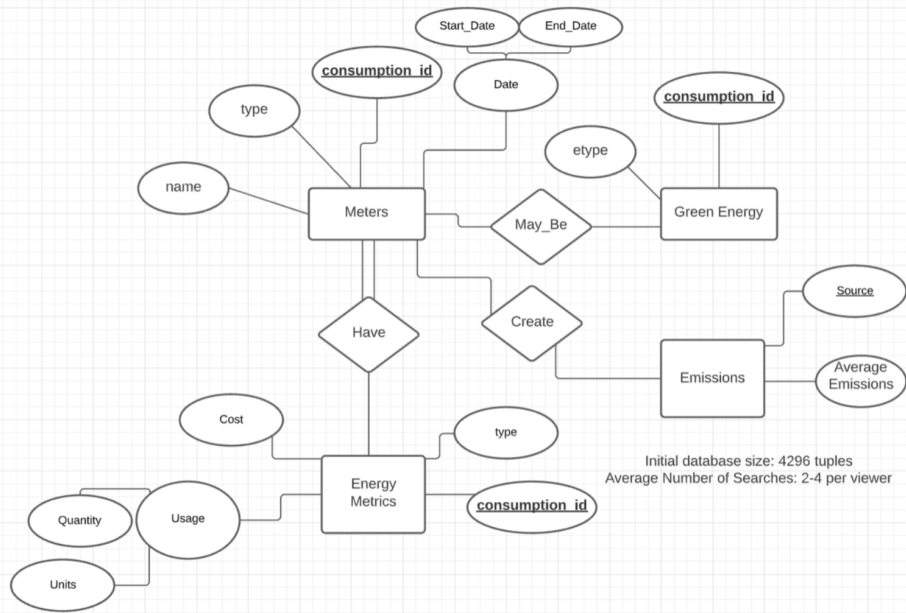 Start_Date
End_Date
consumption_id
Date
consumption_id
type
etype
name
Meters
May_Be
Green Energy
Source
Have
Create
Average
Emissions
Emissions
Cost
type
Initial database size: 4296 tuples
Average Number of Searches: 2-4 per viewer
Energy
Metrics
consumption_id
Quantity
Usage
Units